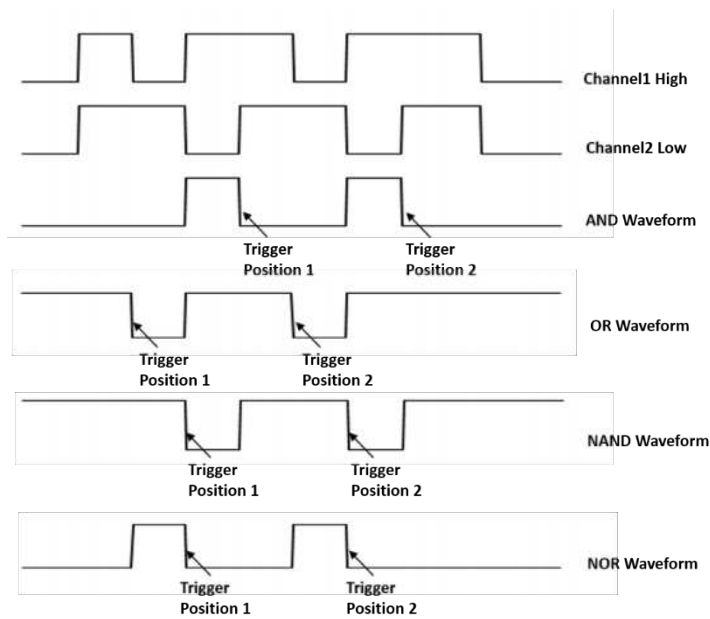 Channel1 High
Channel2 Low
AND Waveform
Trigger
Position 1
Trigger
Position 2
OR Waveform
Trigger
Position 1
Trigger
Position 2
NAND Waveform
Trigger
Position 1
Trigger
Position 2
NOR Waveform
Trigger
Position 1
Trigger
Position 2